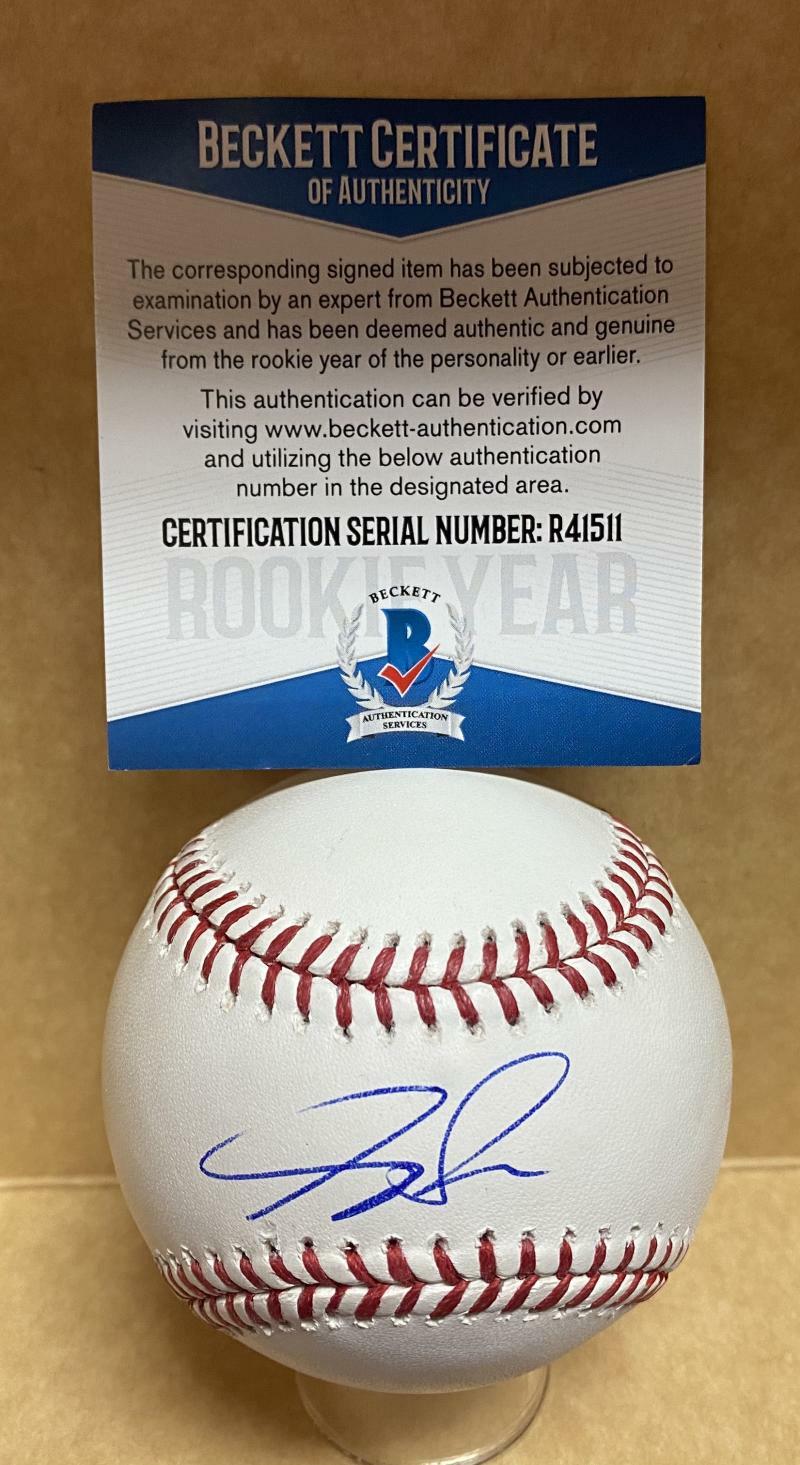 BECKETT CERTIFICATE
OF AUTHENTICITY
The corresponding signed item has been subjected to
examination by an expert from Beckett Authentication
Services and has been deemed authentic and genuine
from the rookie year of the personality or earlier.
This authentication can be verified by
visiting www.beckett-authentication.com
and utilizing the below authentication
number in the designated area.
CERTIFICATION SERIAL NUMBER: R41511
ROOKIE YEAR
BECKETT
B
AUTHENTICATION
SERVICES